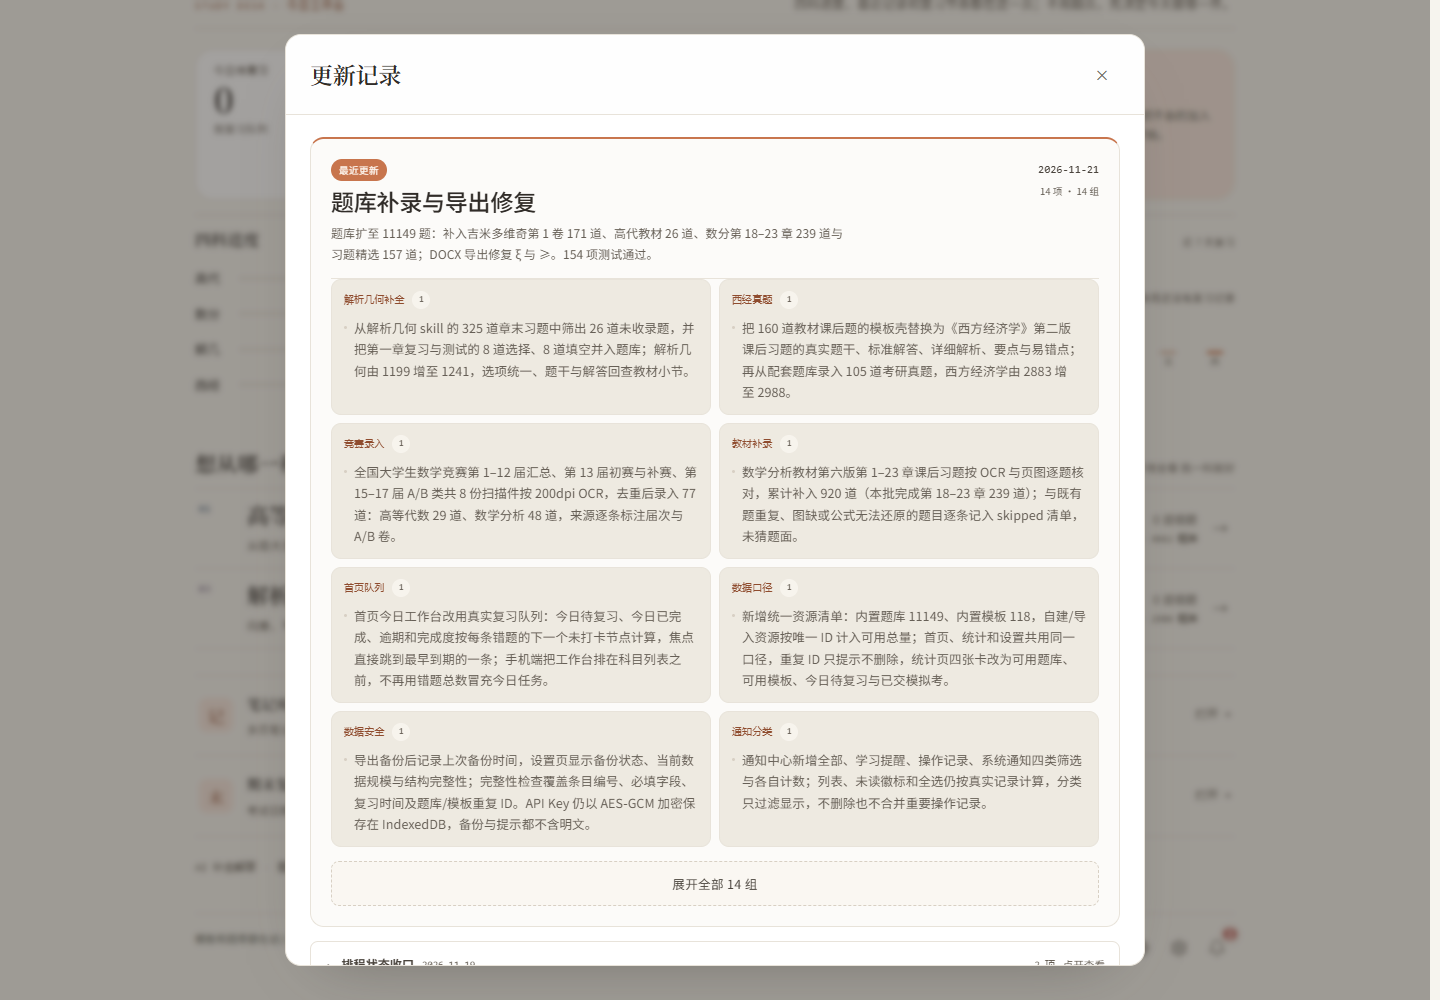 更新记录
×
最近更新
2026-11-21
题库补录与导出修复
14 项 · 14 组
题库扩至 11149 题：补入吉米多维奇第 1 卷 171 道、高代教材 26 道、数分第 18–23 章 239 道与
习题精选 157 道；DOCX 导出修复 ξ 与 ⩾。154 项测试通过。
解析几何补全 1
从解析几何 skill 的 325 道章末习题中筛出 26 道未收录题，并
把第一章复习与测试的 8 道选择、8 道填空并入题库；解析几
何由 1199 增至 1241，选项统一、题干与解答回查教材小节。
西经真题 1
把 160 道教材课后题的模板壳替换为《西方经济学》第二版
课后习题的真实题干、标准解答、详细解析、要点与易错点；
再从配套题库录入 105 道考研真题，西方经济学由 2883 增
至 2988。
竞赛录入 1
全国大学生数学竞赛第 1–12 届汇总、第 13 届初赛与补赛、第
15–17 届 A/B 类共 8 份扫描件按 200dpi OCR，去重后录入 77
道：高等代数 29 道、数学分析 48 道，来源逐条标注届次与
A/B 卷。
教材补录 1
数学分析教材第六版第 1–23 章课后习题按 OCR 与页图逐题核
对，累计补入 920 道（本批完成第 18–23 章 239 道）；与既有
题重复、图缺或公式无法还原的题目逐条记入 skipped 清单，
未猜题面。
首页队列 1
首页今日工作台改用真实复习队列：今日待复习、今日已完
成、逾期和完成度按每条错题的下一个未打卡节点计算，焦点
直接跳到最早到期的一条；手机端把工作台排在科目列表之
前，不再用错题总数冒充今日任务。
数据口径 1
新增统一资源清单：内置题库 11149、内置模板 118，自建/导
入资源按唯一 ID 计入可用总量；首页、统计和设置共用同一
口径，重复 ID 只提示不删除，统计页四张卡改为可用题库、
可用模板、今日待复习与已交模拟考。
数据安全 1
导出备份后记录上次备份时间，设置页显示备份状态、当前数
据规模与结构完整性；完整性检查覆盖条目编号、必填字段、
复习时间及题库/模板重复 ID。API Key 仍以 AES-GCM 加密保
存在 IndexedDB，备份与提示都不含明文。
通知分类 1
通知中心新增全部、学习提醒、操作记录、系统通知四类筛选
与各自计数；列表、未读徽标和全选仍按真实记录计算，分类
只过滤显示，不删除也不合并重要操作记录。
展开全部 14 组
排程状态收口 2026-11-19